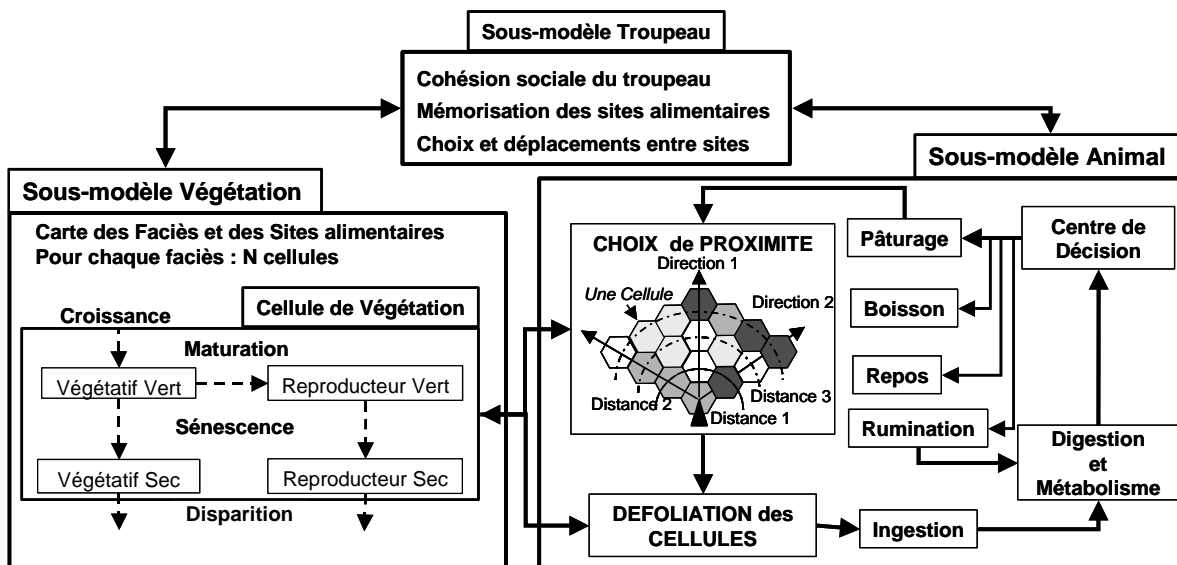 Sous-modèle Troupeau
Cohésion sociale du troupeau
Mémorisation des sites alimentaires
Choix et déplacements entre sites
Sous-modèle Végétation
Carte des Faciès et des Sites alimentaires
Pour chaque faciès : N cellules
Cellule de Végétation
Croissance
Maturation
Végétatif Vert
Reproducteur Vert
Sénescence
Végétatif Sec
Reproducteur Sec
Disparition
Sous-modèle Animal
CHOIX de PROXIMITE
Direction 1
Une Cellule
Direction 2
Distance 2
Distance 3
Distance 1
DEFOLIATION des
CELLULES
Ingestion
Pâturage
Boisson
Repos
Rumination
Centre de
Décision
Digestion
et
Métabolisme